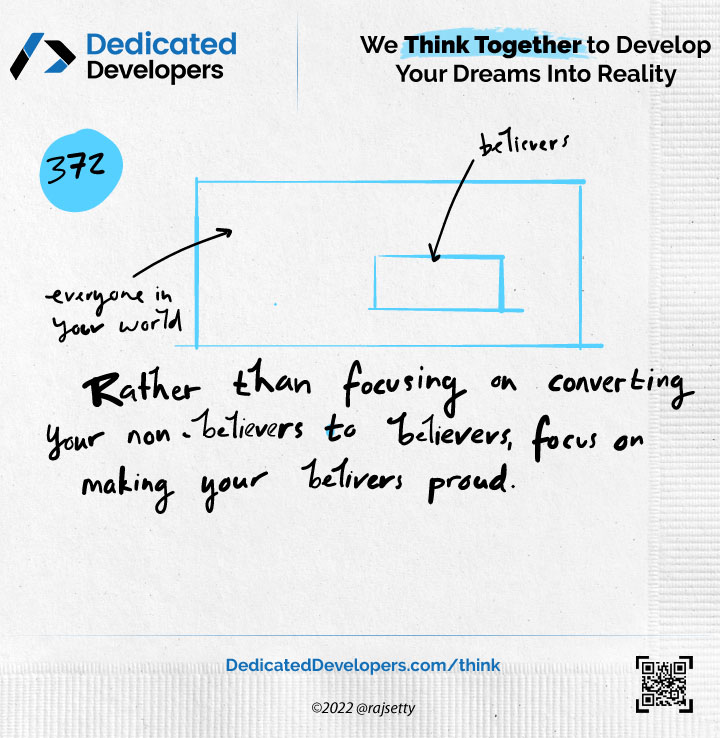 Dedicated
Developers
We Think Together to Develop
Your Dreams Into Reality
372
believers
everyone in
your world
Rather than focusing on converting
your non-believers to believers, focus on
making your belivers proud.
DedicatedDevelopers.com/think
©2022 @rajsetty